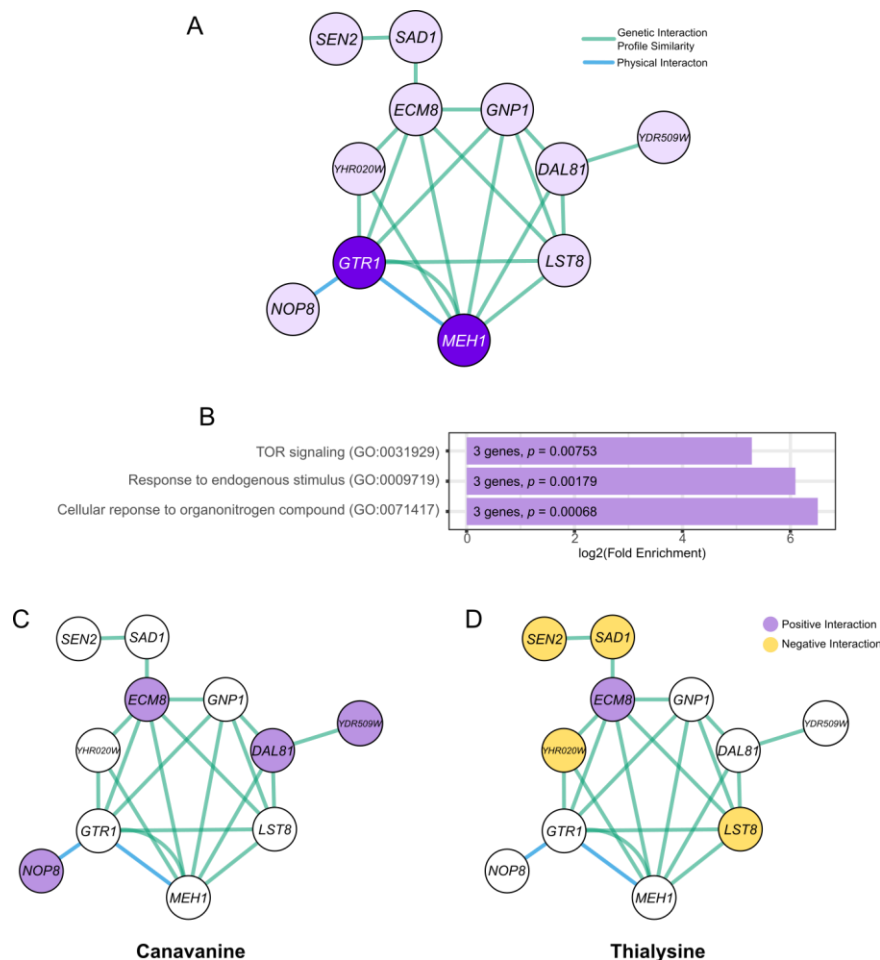 A
Genetic Interaction
Profile Similarity
Physical Interacton
SEN2
SAD1
ECM8
GNP1
YDR509W
YHR020W
DAL81
GTR1
LST8
NOP8
MEH1
B
TOR signaling (GO:0031929)
3 genes, p = 0.00753
Response to endogenous stimulus (GO:0009719)
3 genes, p = 0.00179
Cellular reponse to organonitrogen compound (GO:0071417)
3 genes, p = 0.00068
0 2 4 6
log2(Fold Enrichment)
C
SEN2
SAD1
ECM8
GNP1
YDR509W
YHR020W
DAL81
GTR1
LST8
NOP8
MEH1
Canavanine
D
Positive Interaction
Negative Interaction
SEN2
SAD1
ECM8
GNP1
YDR509W
YHR020W
DAL81
GTR1
LST8
NOP8
MEH1
Thialysine